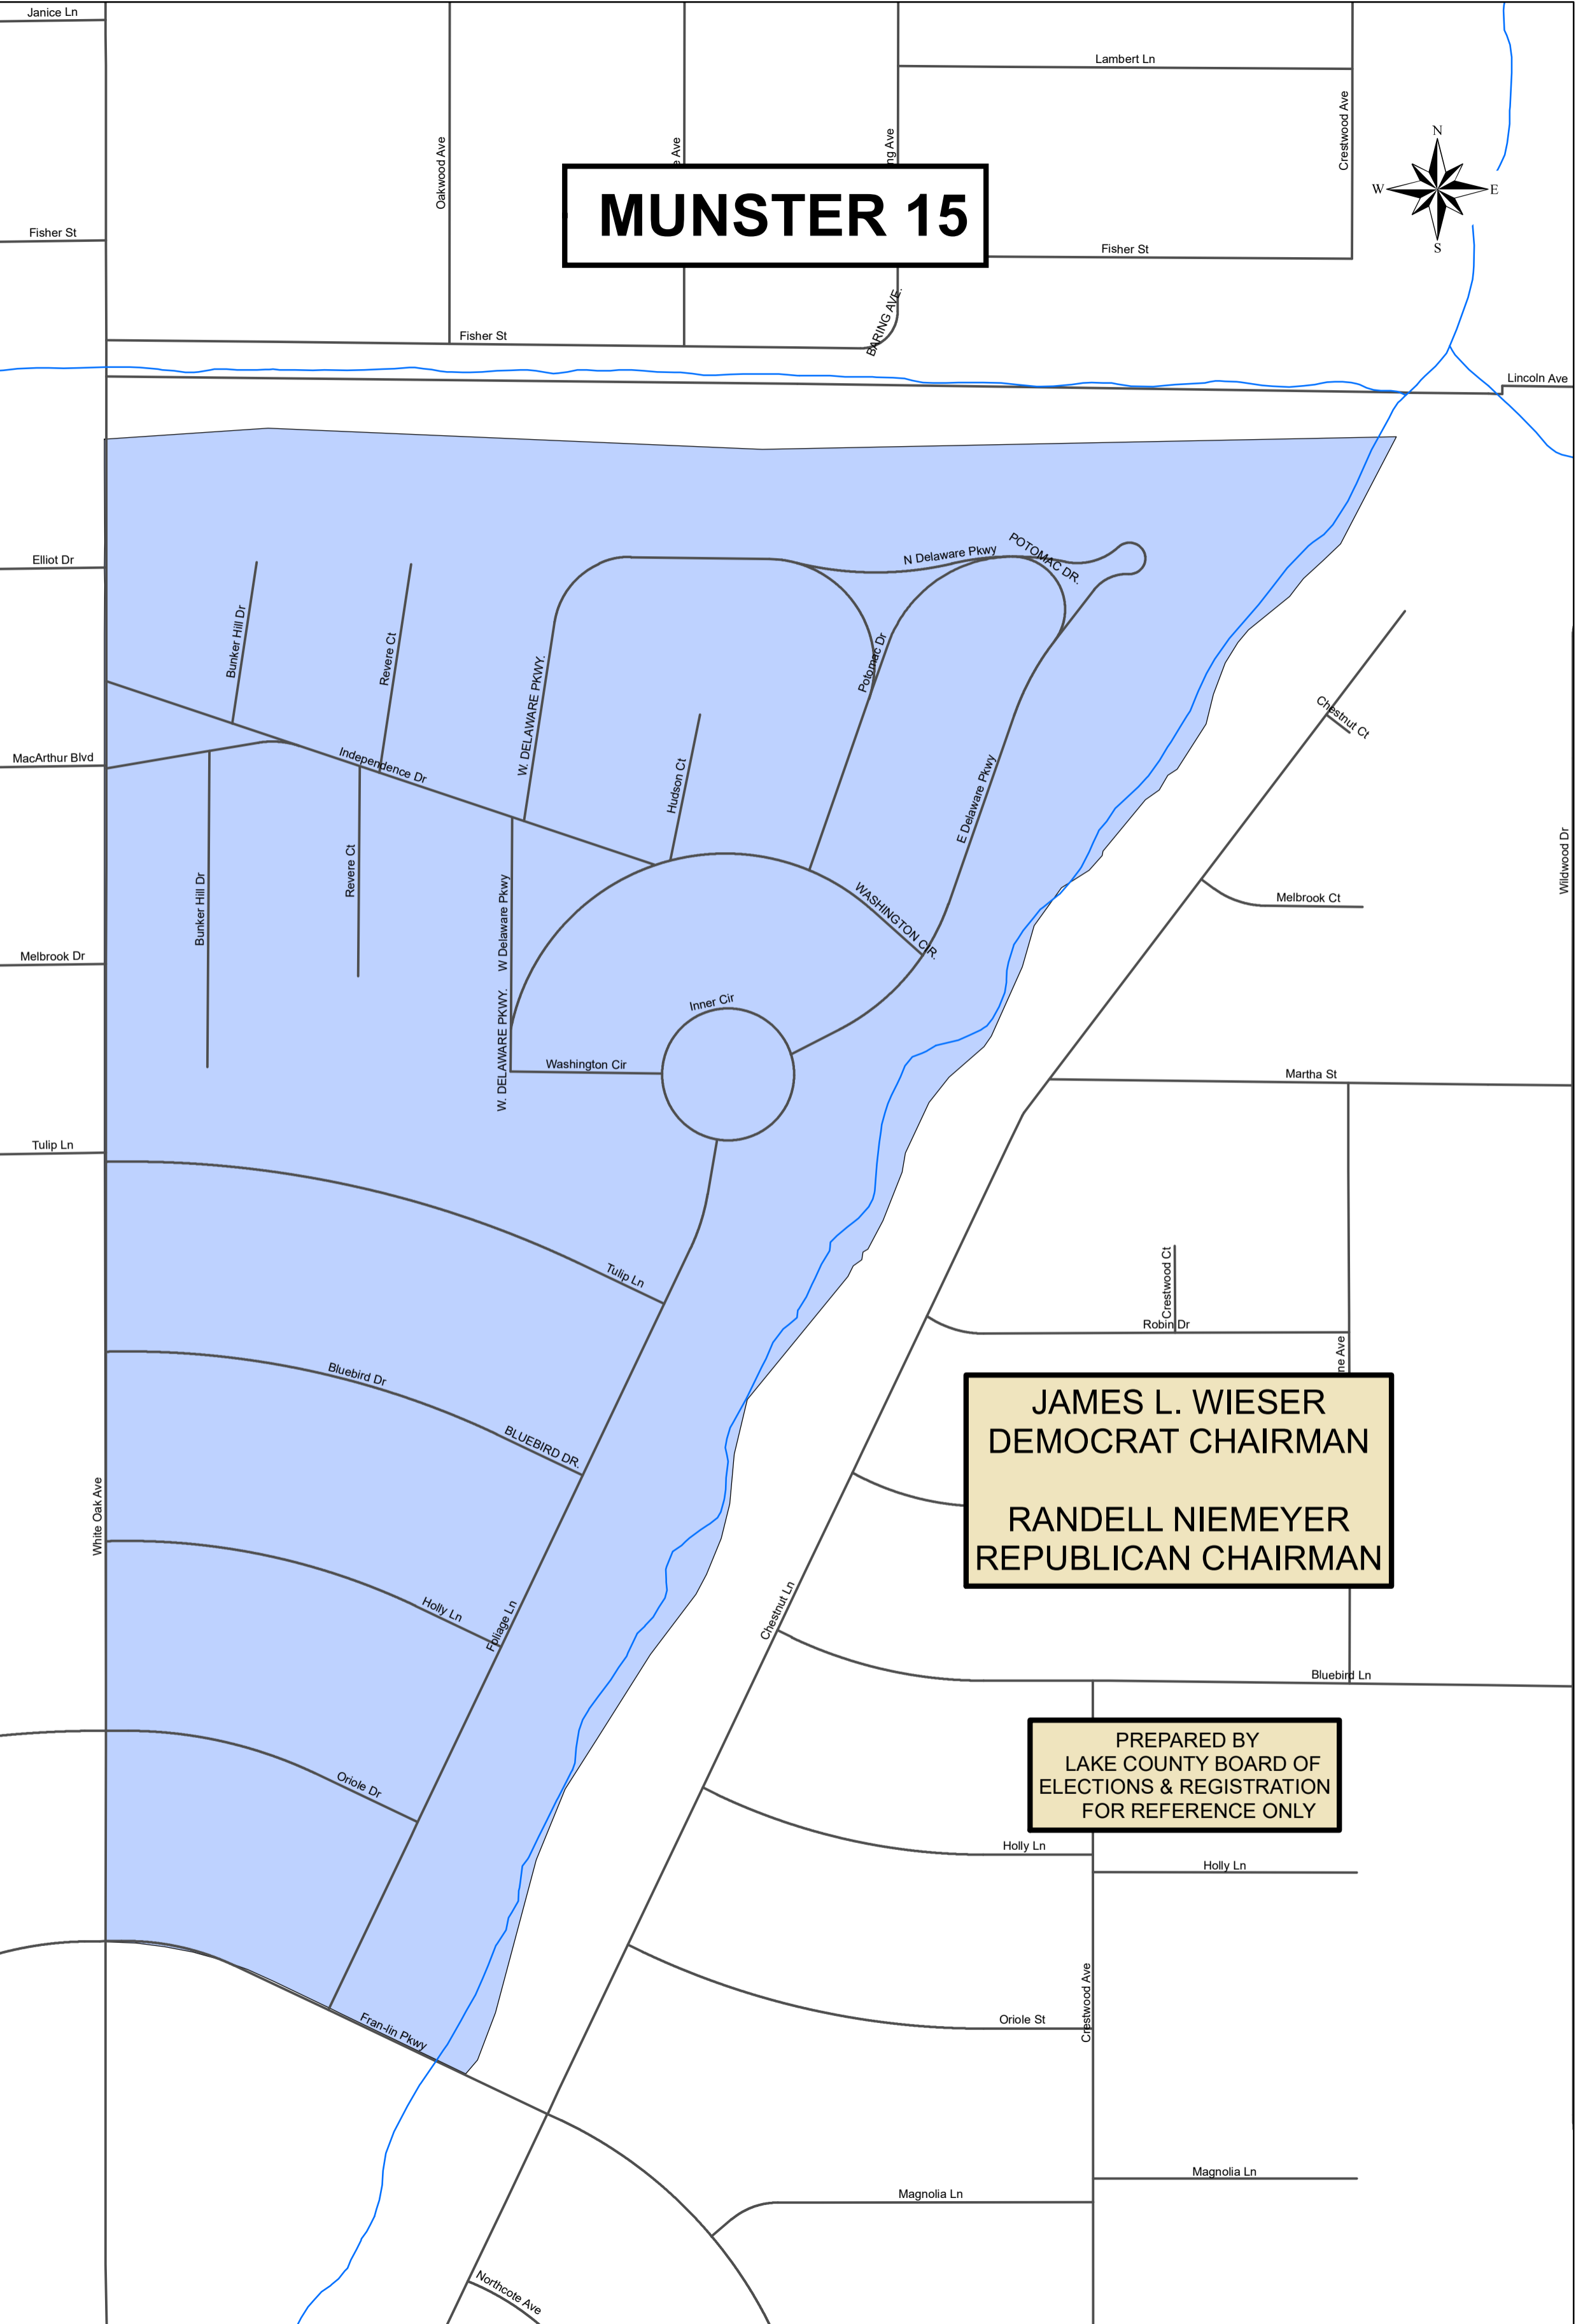 Janice Ln
Lambert Ln
Crestwood Ave
Oakwood Ave
e Ave
ng Ave
N
W
E
S
MUNSTER 15
Fisher St
Fisher St
Fisher St
BARING AVE.
Lincoln Ave
Elliot Dr
N Delaware Pkwy
POTOMAC DR.
Bunker Hill Dr
Revere Ct
Potomac Dr
W. DELAWARE PKWY.
Chestnut Ct
MacArthur Blvd
Independence Dr
Hudson Ct
E Delaware Pkwy
Wildwood Dr
Revere Ct
Bunker Hill Dr
W Delaware Pkwy
WASHINGTON CIR.
Melbrook Ct
Melbrook Dr
Inner Cir
W. DELAWARE PKWY.
Washington Cir
Martha St
Tulip Ln
Tulip Ln
Crestwood Ct
Robin Dr
ne Ave
Bluebird Dr
BLUEBIRD DR.
JAMES L. WIESER
DEMOCRAT CHAIRMAN
RANDELL NIEMEYER
REPUBLICAN CHAIRMAN
White Oak Ave
Holly Ln
Foliage Ln
Chestnut Ln
Bluebird Ln
PREPARED BY
LAKE COUNTY BOARD OF
ELECTIONS & REGISTRATION
FOR REFERENCE ONLY
Oriole Dr
Holly Ln
Holly Ln
Crestwood Ave
Oriole St
Fran-lin Pkwy
Magnolia Ln
Magnolia Ln
Northcote Ave